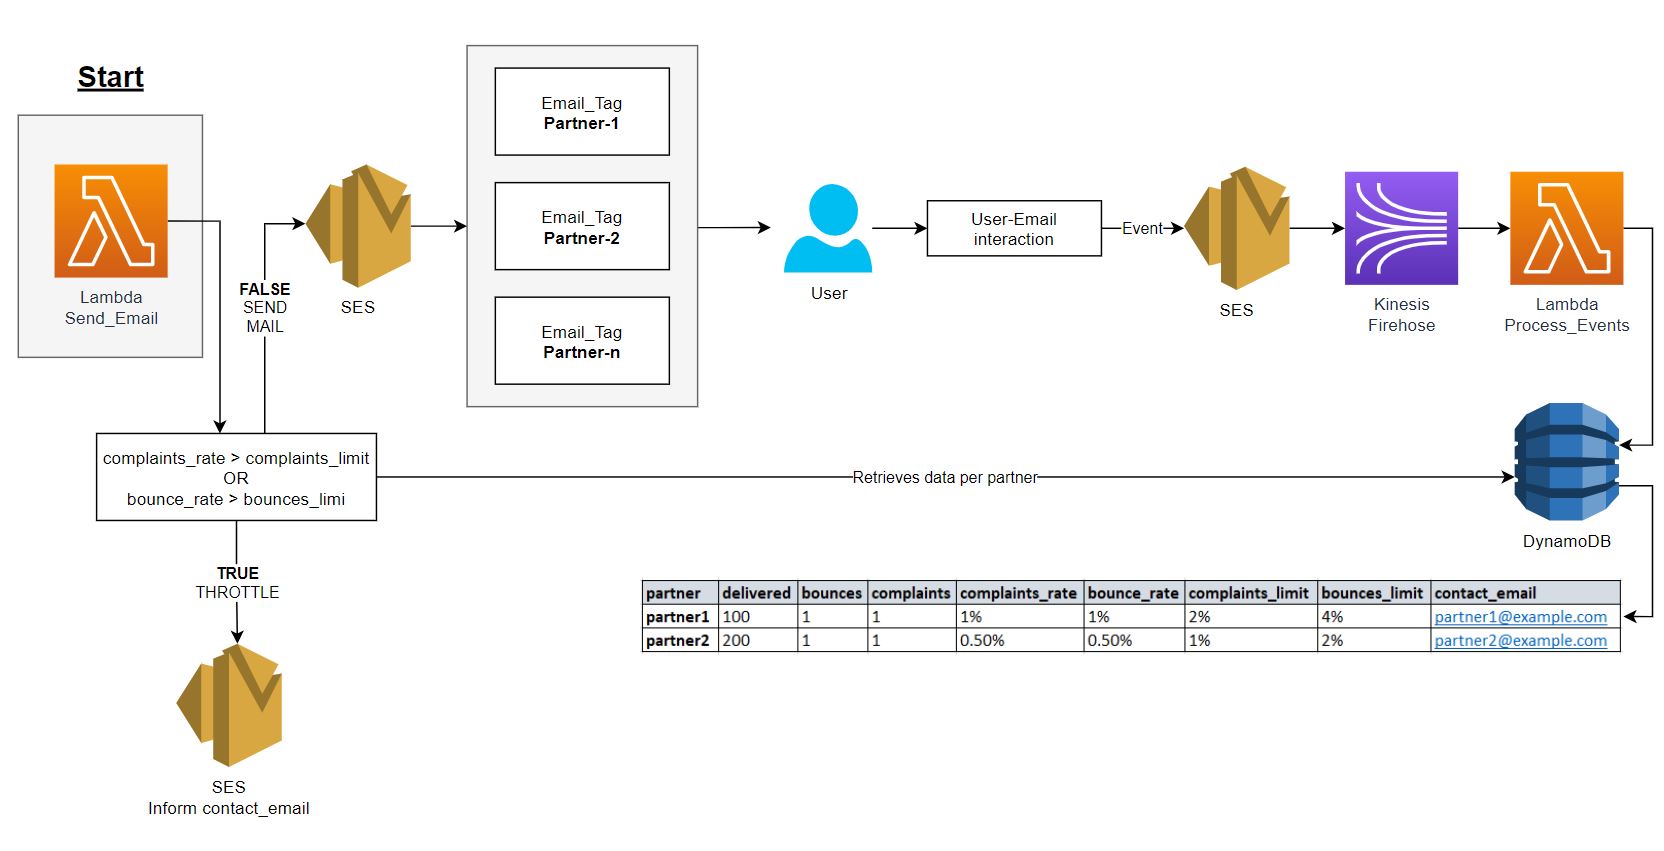 Start
Lambda
Send_Email
FALSE
SEND
MAIL
SES
Email_Tag
Partner-1
Email_Tag
Partner-2
Email_Tag
Partner-n
User
User-Email
interaction
Event
SES
Kinesis
Firehose
Lambda
Process_Events
complaints_rate > complaints_limit
OR
bounce_rate > bounces_limi
Retrieves data per partner
DynamoDB
TRUE
THROTTLE
SES
Inform contact_email
partner delivered bounces complaints complaints_rate bounce_rate complaints_limit bounces_limit contact_email
partner1 100 1 1 1% 1% 2% 4% partner1@example.com
partner2 200 1 1 0.50% 0.50% 1% 2% partner2@example.com